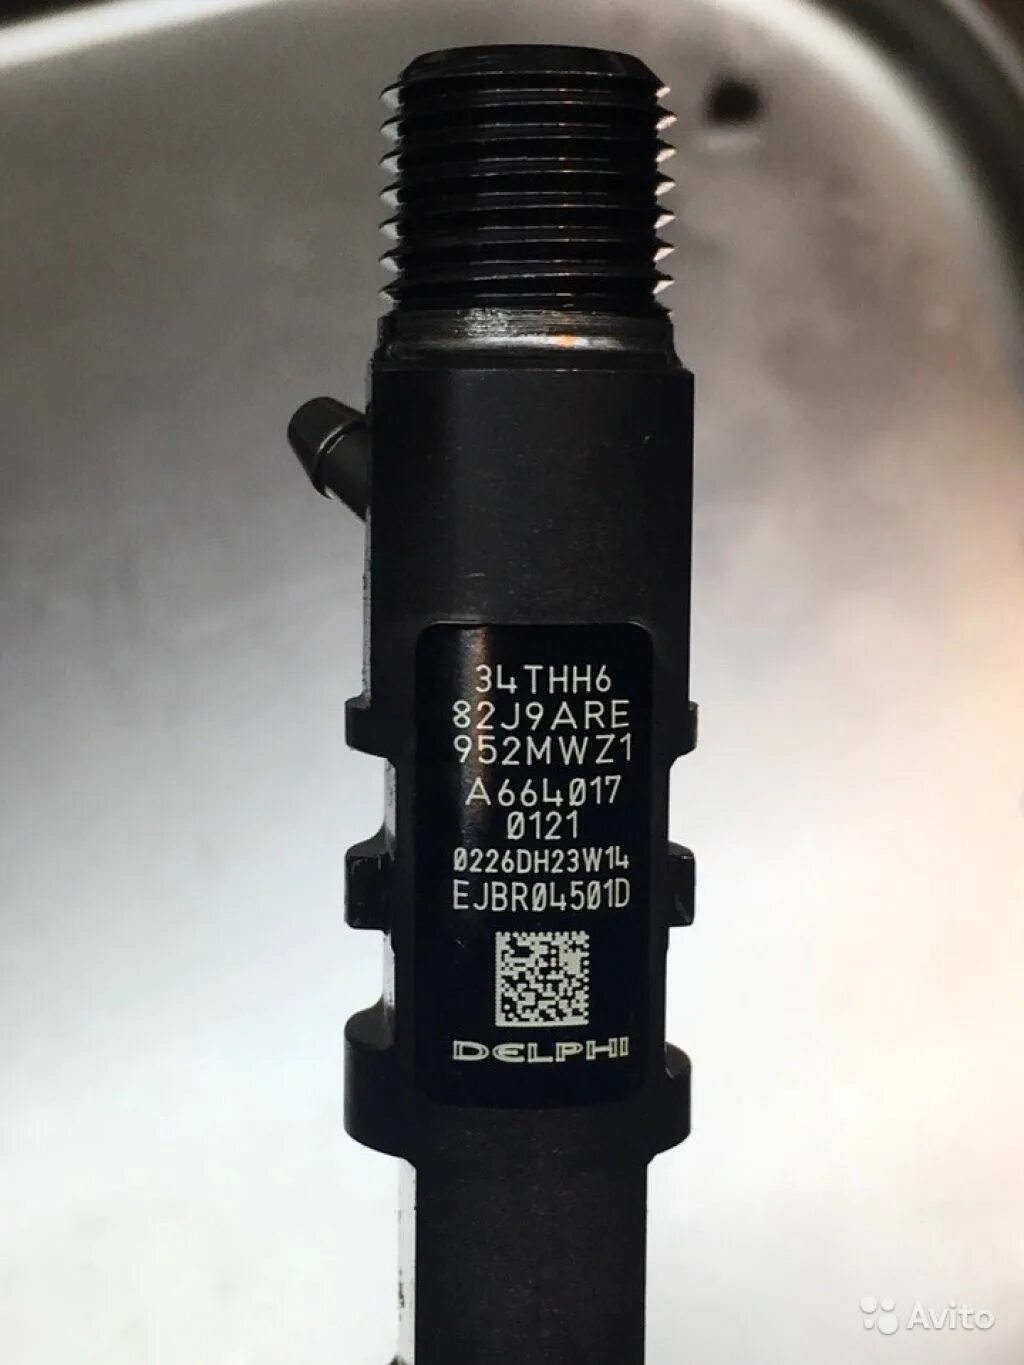 34THH6
82J9ARE
952MWZ1
A664017
0121
0226DH23W14
EJBR04501D
DELPHI
Avito